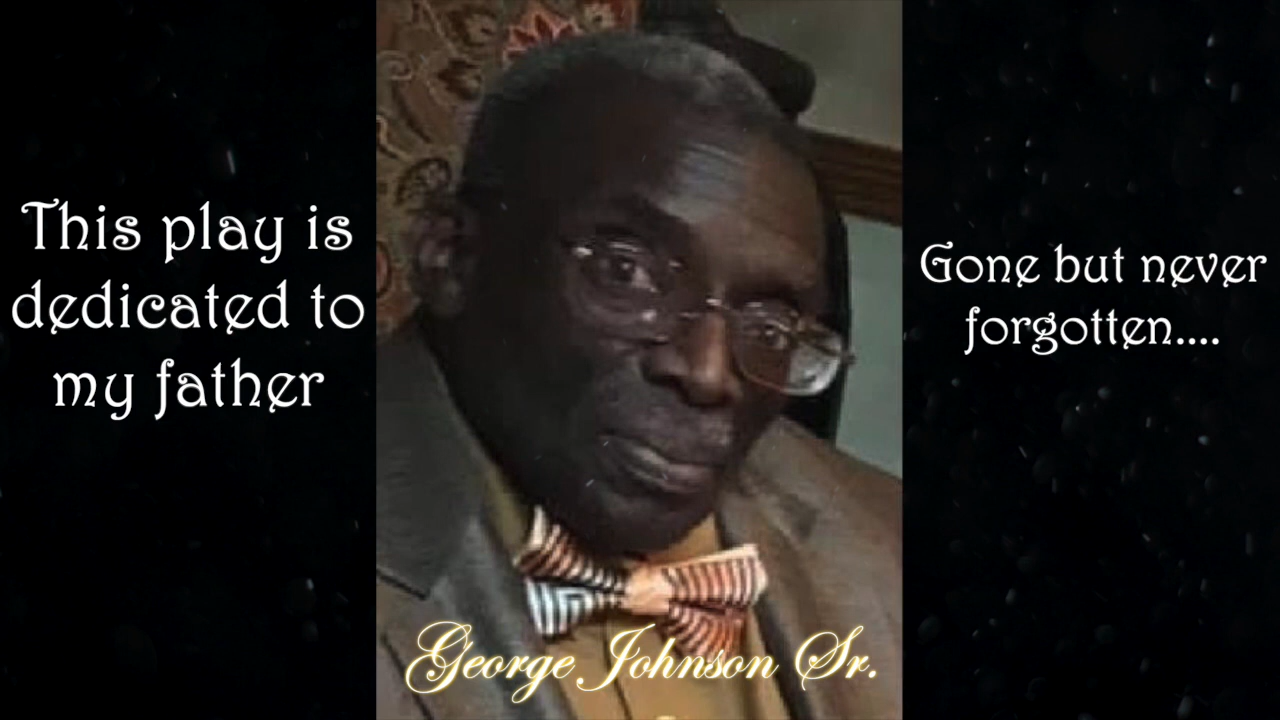 This play is
dedicated to
my father
Gone but never
forgotten....
George Johnson Sr.